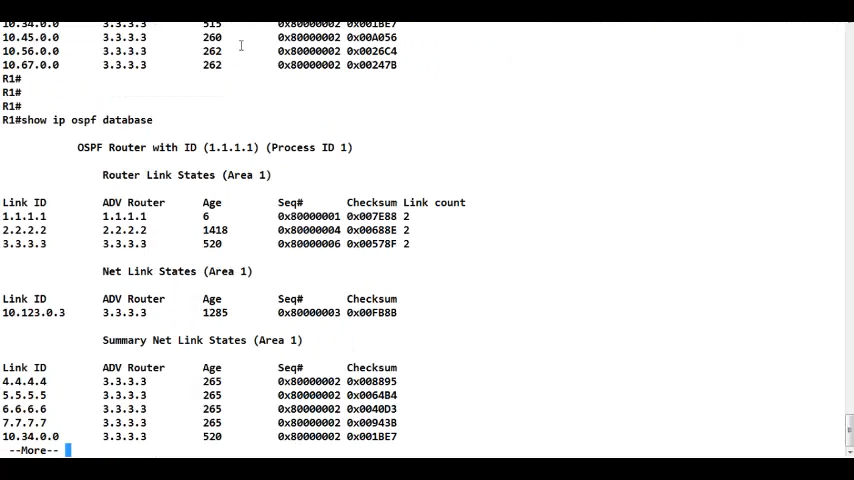 10.34.0.0 3.3.3.3 515 0x80000002 0x001BE7
10.45.0.0 3.3.3.3 260 0x80000002 0x00A056
10.56.0.0 3.3.3.3 262 0x80000002 0x0026C4
10.67.0.0 3.3.3.3 262 0x80000002 0x00247B
R1#
R1#
R1#
R1#show ip ospf database
OSPF Router with ID (1.1.1.1) (Process ID 1)
Router Link States (Area 1)
Link ID ADV Router Age Seq# Checksum Link count
1.1.1.1 1.1.1.1 6 0x80000001 0x007E88 2
2.2.2.2 2.2.2.2 1418 0x80000004 0x00688E 2
3.3.3.3 3.3.3.3 520 0x80000006 0x00578F 2
Net Link States (Area 1)
Link ID ADV Router Age Seq# Checksum
10.123.0.3 3.3.3.3 1285 0x80000003 0x00FB8B
Summary Net Link States (Area 1)
Link ID ADV Router Age Seq# Checksum
4.4.4.4 3.3.3.3 265 0x80000002 0x008895
5.5.5.5 3.3.3.3 265 0x80000002 0x0064B4
6.6.6.6 3.3.3.3 265 0x80000002 0x0040D3
7.7.7.7 3.3.3.3 265 0x80000002 0x00943B
10.34.0.0 3.3.3.3 520 0x80000002 0x001BE7
--More--